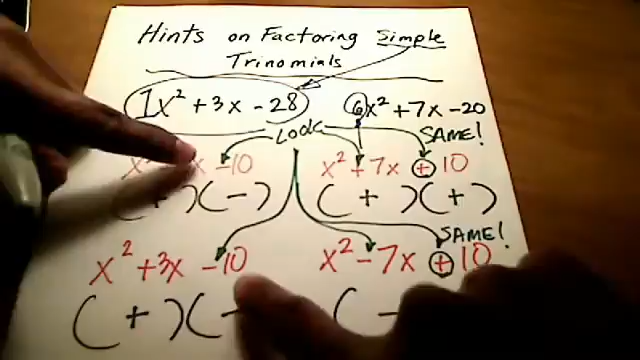 Hints on Factoring Simple
Trinomials
1x² + 3x - 28
6x² + 7x - 20
LOOK
SAME!
x - 10
x² + 7x + 10
( + )( - )
( + )( + )
SAME!
x² + 3x - 10
x² - 7x + 10
( + )( -
( -